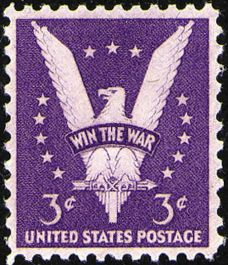 WIN THE WAR
3¢ 3¢
UNITED STATES POSTAGE